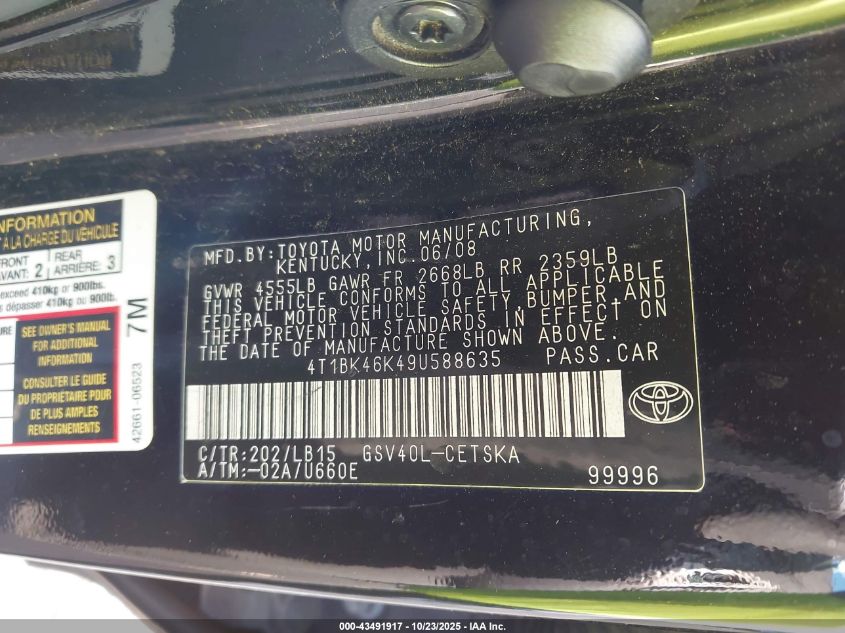 INFORMATION
À LA CHARGE DU VÉHICULE
FRONT
AVANT: 2
REAR
ARRIÈRE: 3
exceed 410kg or 900lbs.
dépasser 410kg ou 900lb.
SEE OWNER'S MANUAL
FOR ADDITIONAL
INFORMATION
CONSULTER LE GUIDE
DU PROPRIÉTAIRE POUR
DE PLUS AMPLES
RENSEIGNEMENTS
7M
42661-06523
MFD.BY:TOYOTA MOTOR MANUFACTURING,
KENTUCKY,INC.06/08
GVWR 4555LB GAWR FR 2668LB RR 2359LB
THIS VEHICLE CONFORMS TO ALL APPLICABLE
FEDERAL MOTOR VEHICLE SAFETY,BUMPER,AND
THEFT PREVENTION STANDARDS IN EFFECT ON
THE DATE OF MANUFACTURE SHOWN ABOVE.
4T1BK46K49U588635 PASS.CAR
C/TR:202/LB15 GSV40L-CETSKA
A/TM:-02A/U660E 99996
000-43491917 - 10/23/2025 - IAA Inc.